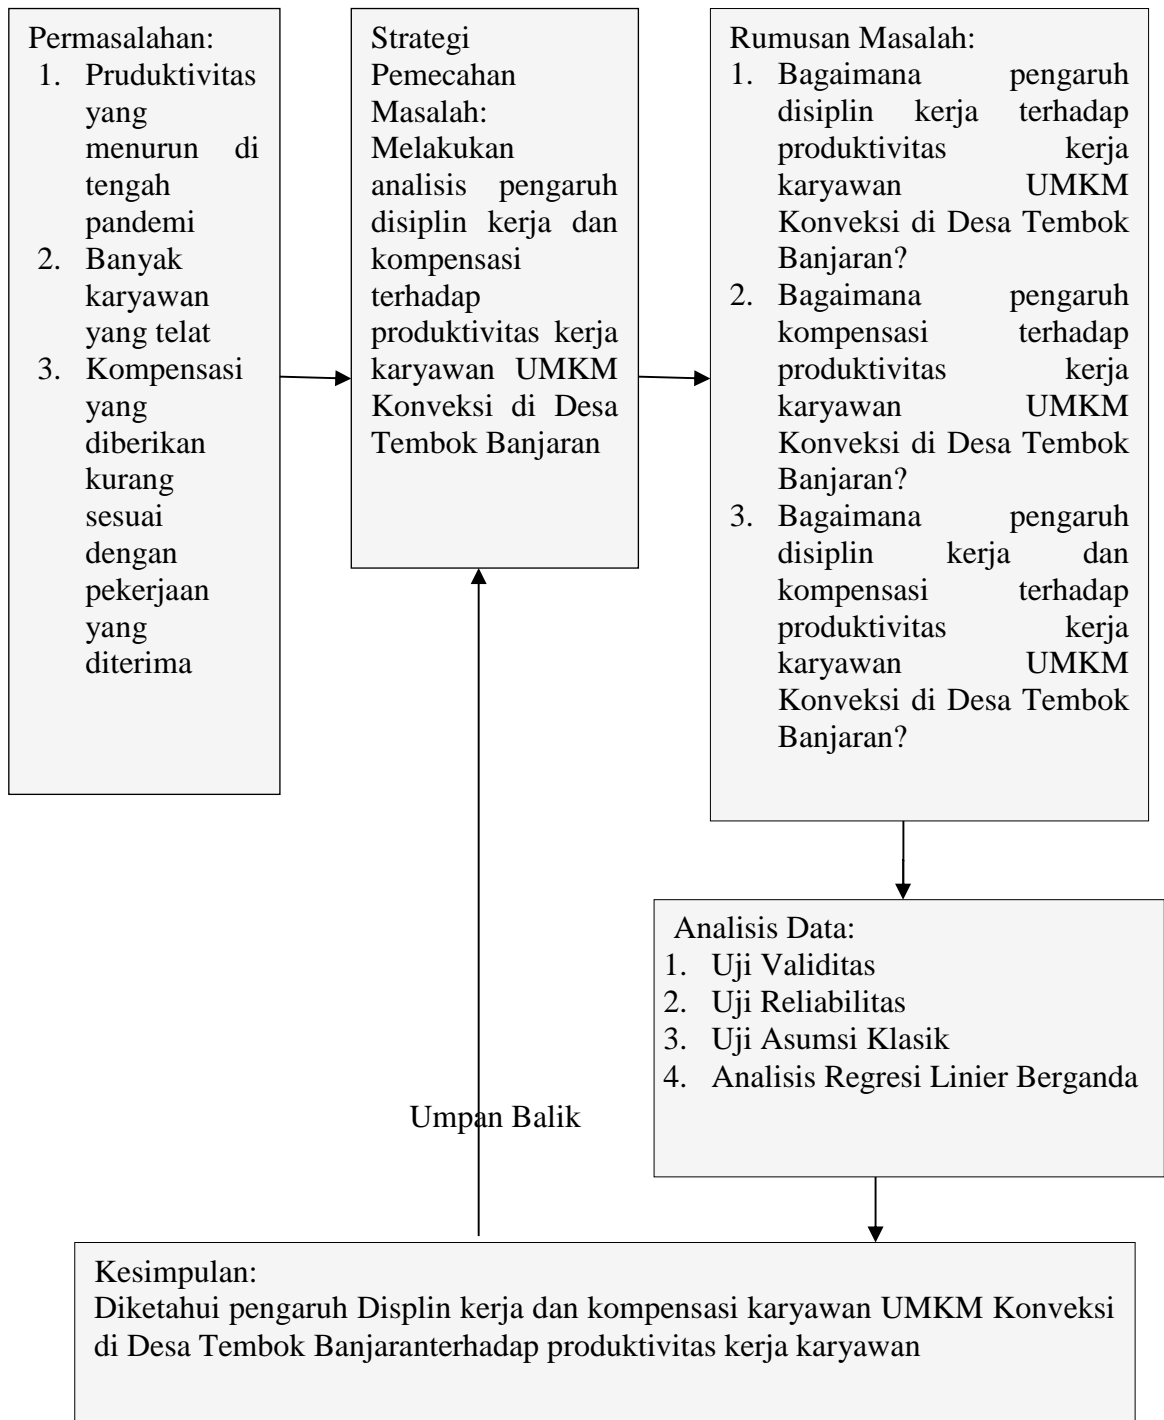 Permasalahan:
1. Pruduktivitas
yang
menurun di
tengah
pandemi
2. Banyak
karyawan
yang telat
3. Kompensasi
yang
diberikan
kurang
sesuai
dengan
pekerjaan
yang
diterima
Strategi
Pemecahan
Masalah:
Melakukan
analisis pengaruh
disiplin kerja dan
kompensasi
terhadap
produktivitas kerja
karyawan UMKM
Konveksi di Desa
Tembok Banjaran
Rumusan Masalah:
1. Bagaimana pengaruh
disiplin kerja terhadap
produktivitas kerja
karyawan UMKM
Konveksi di Desa Tembok
Banjaran?
2. Bagaimana pengaruh
kompensasi terhadap
produktivitas kerja
karyawan UMKM
Konveksi di Desa Tembok
Banjaran?
3. Bagaimana pengaruh
disiplin kerja dan
kompensasi terhadap
produktivitas kerja
karyawan UMKM
Konveksi di Desa Tembok
Banjaran?
Analisis Data:
1. Uji Validitas
2. Uji Reliabilitas
3. Uji Asumsi Klasik
4. Analisis Regresi Linier Berganda
Umpan Balik
Kesimpulan:
Diketahui pengaruh Displin kerja dan kompensasi karyawan UMKM Konveksi
di Desa Tembok Banjaranterhadap produktivitas kerja karyawan